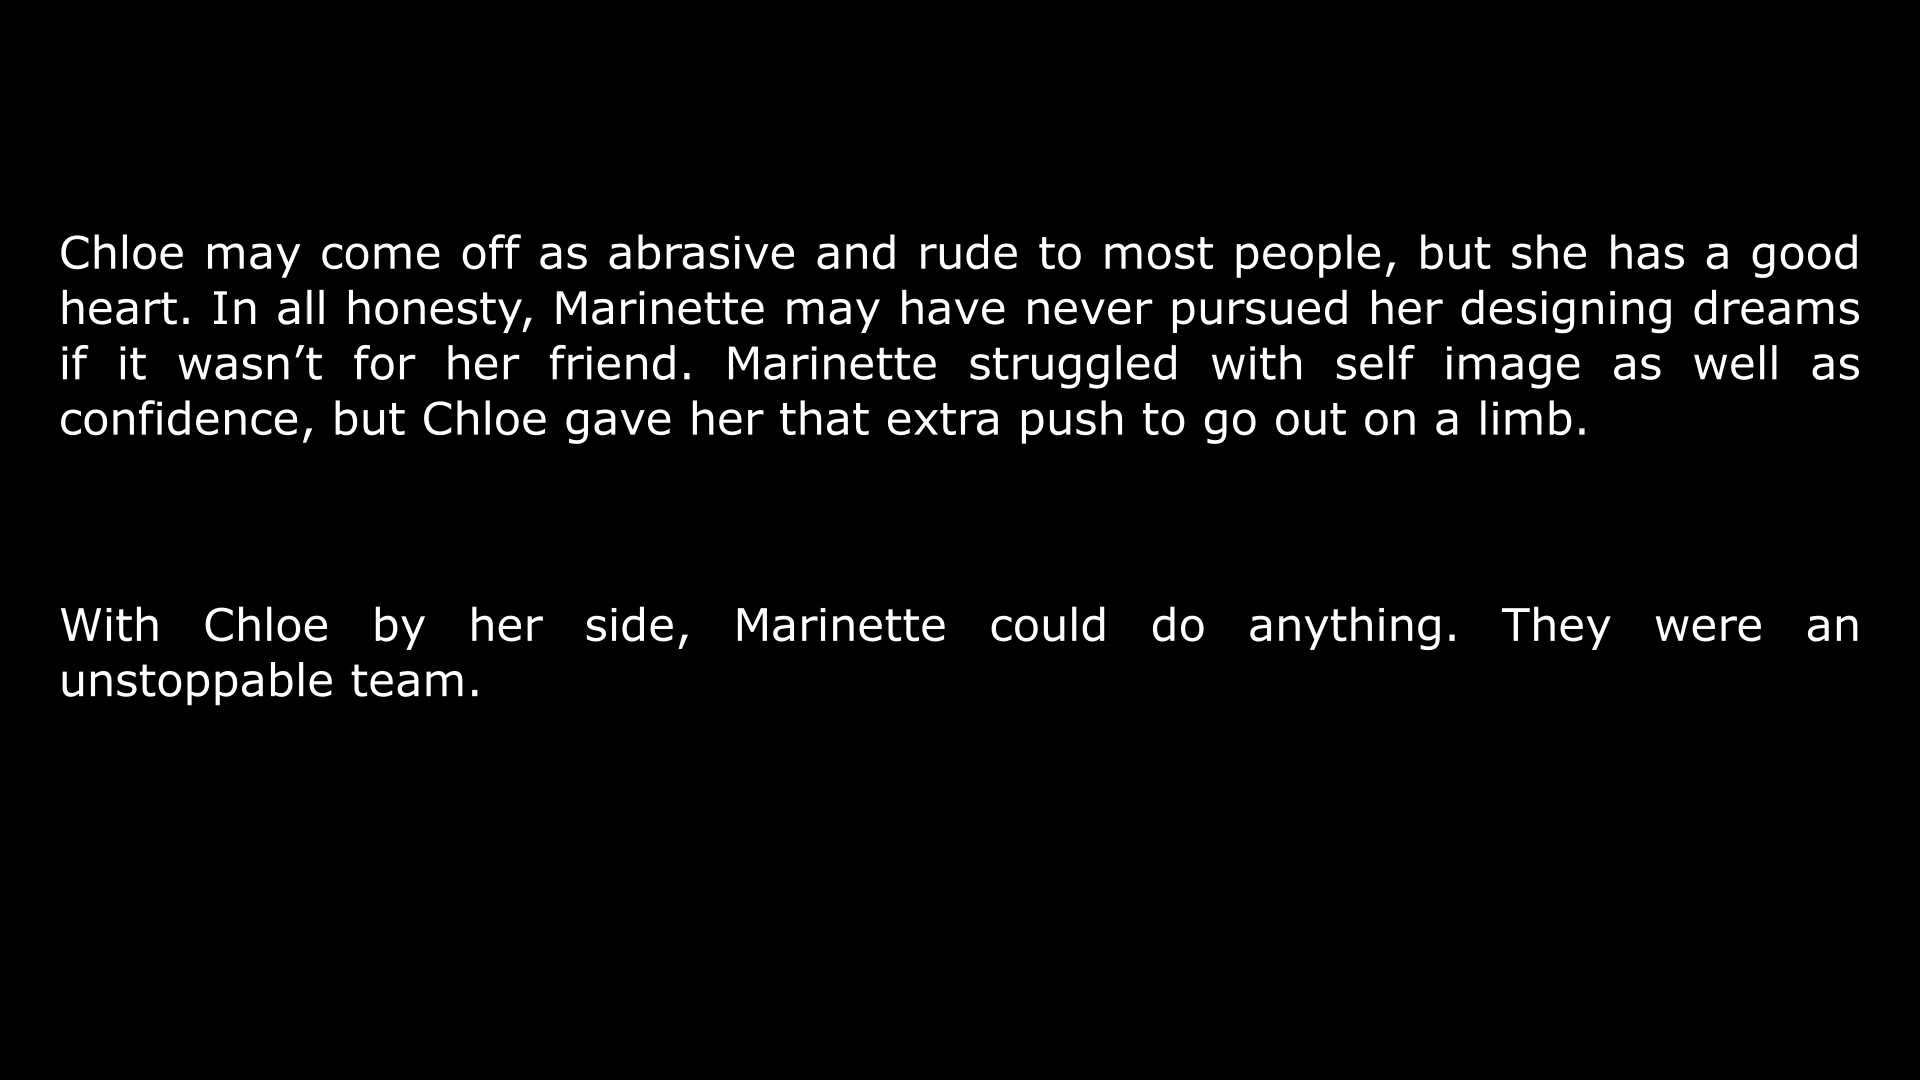 Chloe may come off as abrasive and rude to most people, but she has a good
heart. In all honesty, Marinette may have never pursued her designing dreams
if it wasn’t for her friend. Marinette struggled with self image as well as
confidence, but Chloe gave her that extra push to go out on a limb.
With Chloe by her side, Marinette could do anything. They were an
unstoppable team.